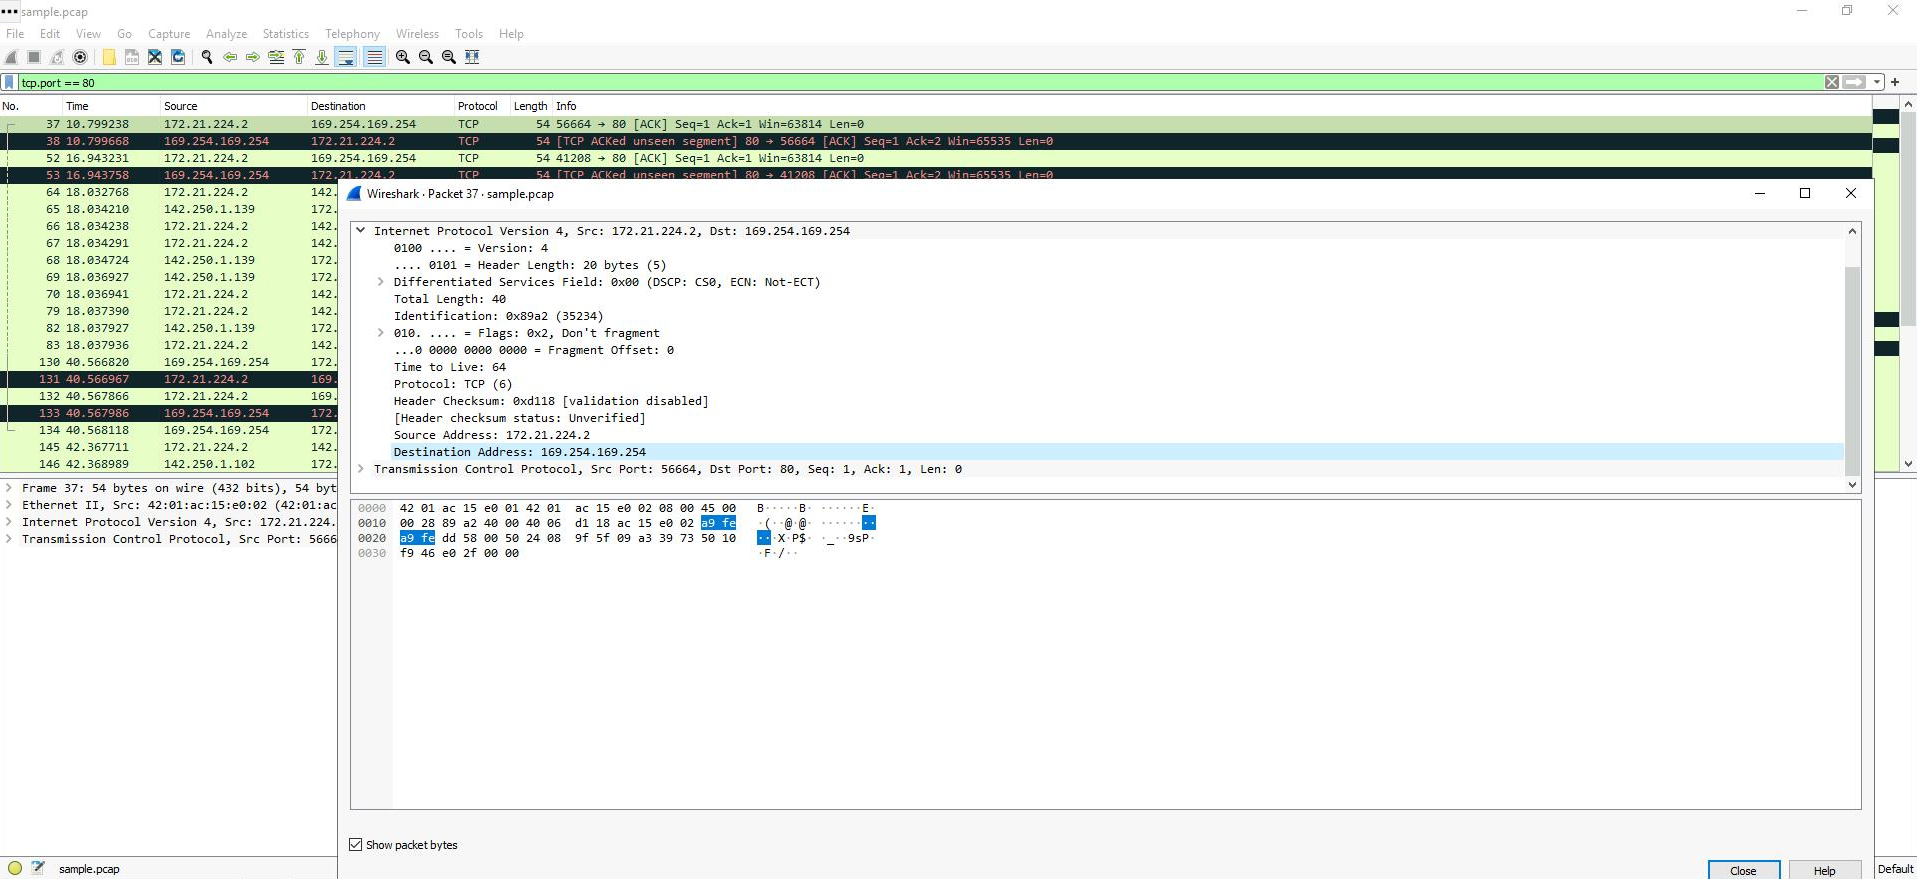 sample.pcap
File Edit View Go Capture Analyze Statistics Telephony Wireless Tools Help
tcp.port == 80
No. Time Source Destination Protocol Length Info
37 10.799238 172.21.224.2 169.254.169.254 TCP 54 56664 → 80 [ACK] Seq=1 Ack=1 Win=63814 Len=0
38 10.799668 169.254.169.254 172.21.224.2 TCP 54 [TCP ACKed unseen segment] 80 → 56664 [ACK] Seq=1 Ack=2 Win=65535 Len=0
52 16.943231 172.21.224.2 169.254.169.254 TCP 54 41208 → 80 [ACK] Seq=1 Ack=1 Win=63814 Len=0
53 16.943758 169.254.169.254 172.21.224.2 TCP 54 [TCP ACKed unseen segment] 80 → 41208 [ACK] Seq=1 Ack=2 Win=65535 Len=0
64 18.032768 172.21.224.2 142.
65 18.034210 142.250.1.139 172.
66 18.034238 172.21.224.2 142.
67 18.034291 172.21.224.2 142.
68 18.034724 142.250.1.139 172.
69 18.036927 142.250.1.139 172.
70 18.036941 172.21.224.2 142.
79 18.037390 172.21.224.2 142.
82 18.037927 142.250.1.139 172.
83 18.037936 172.21.224.2 142.
130 40.566820 169.254.169.254 172.
131 40.566967 172.21.224.2 169.
132 40.567866 172.21.224.2 169.
133 40.567986 169.254.169.254 172.
134 40.568118 169.254.169.254 172.
145 42.367711 172.21.224.2 142.
146 42.368989 142.250.1.102 172.
Frame 37: 54 bytes on wire (432 bits), 54 byt
Ethernet II, Src: 42:01:ac:15:e0:02 (42:01:ac
Internet Protocol Version 4, Src: 172.21.224.
Transmission Control Protocol, Src Port: 5666
Wireshark · Packet 37 · sample.pcap
Internet Protocol Version 4, Src: 172.21.224.2, Dst: 169.254.169.254
0100 .... = Version: 4
.... 0101 = Header Length: 20 bytes (5)
Differentiated Services Field: 0x00 (DSCP: CS0, ECN: Not-ECT)
Total Length: 40
Identification: 0x89a2 (35234)
010. .... = Flags: 0x2, Don't fragment
...0 0000 0000 0000 = Fragment Offset: 0
Time to Live: 64
Protocol: TCP (6)
Header Checksum: 0xd118 [validation disabled]
[Header checksum status: Unverified]
Source Address: 172.21.224.2
Destination Address: 169.254.169.254
Transmission Control Protocol, Src Port: 56664, Dst Port: 80, Seq: 1, Ack: 1, Len: 0
0000 42 01 ac 15 e0 01 42 01 ac 15 e0 02 08 00 45 00 B·····B· ······E·
0010 00 28 89 a2 40 00 40 06 d1 18 ac 15 e0 02 a9 fe ·(··@·@· ········
0020 a9 fe dd 58 00 50 24 08 9f 5f 09 a3 39 73 50 10 ···X·P$· ·_··9sP·
0030 f9 46 e0 2f 00 00 ·F·/··
Show packet bytes
Close Help
sample.pcap
Default